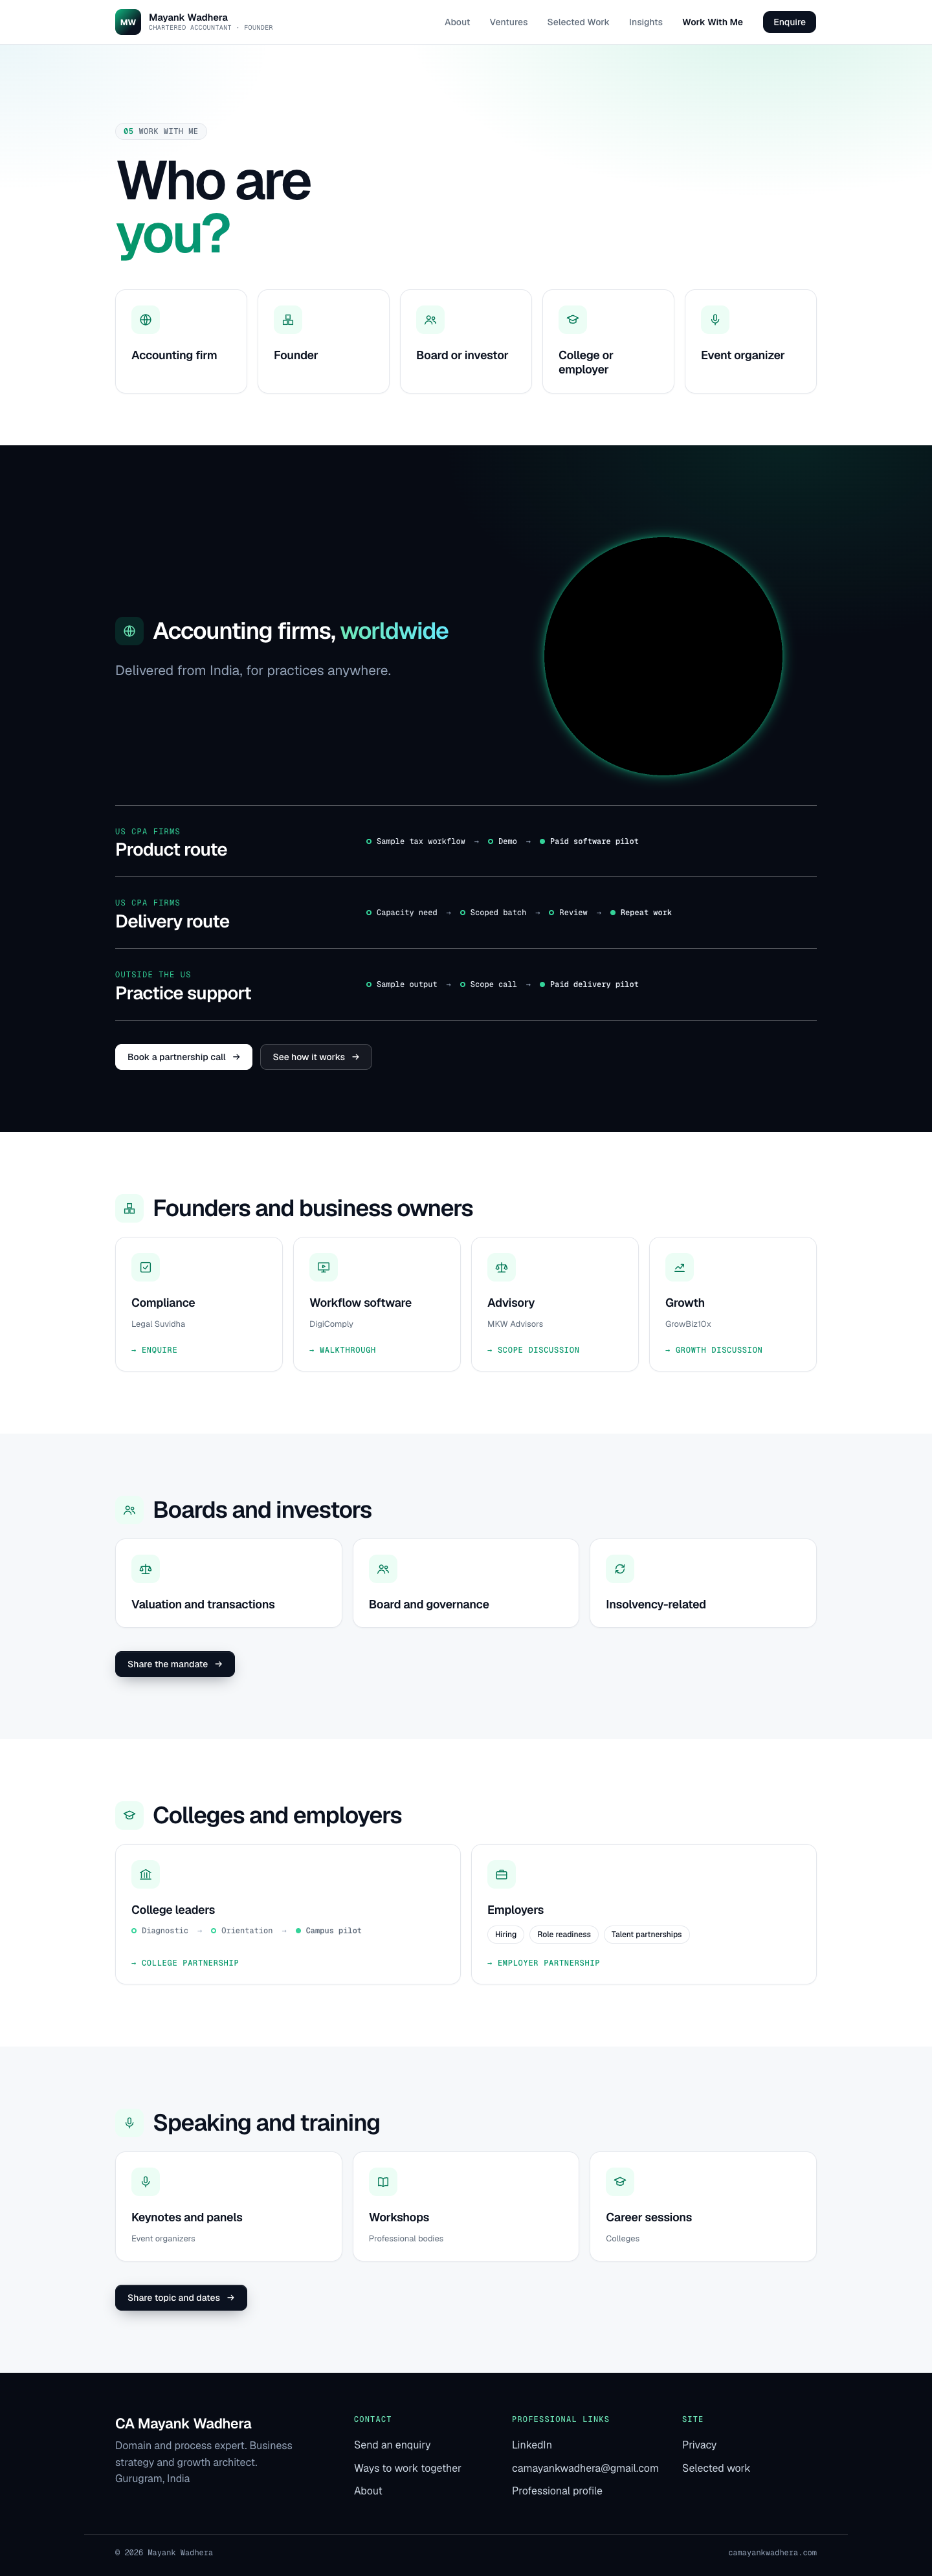 MW
Mayank Wadhera
CHARTERED ACCOUNTANT · FOUNDER
About
Ventures
Selected Work
Insights
Work With Me
Enquire
05 WORK WITH ME
Who are
you?
Accounting firm
Founder
Board or investor
College or
employer
Event organizer
Accounting firms, worldwide
Delivered from India, for practices anywhere.
US CPA FIRMS
Product route
Sample tax workflow → Demo → Paid software pilot
US CPA FIRMS
Delivery route
Capacity need → Scoped batch → Review → Repeat work
OUTSIDE THE US
Practice support
Sample output → Scope call → Paid delivery pilot
Book a partnership call →
See how it works →
Founders and business owners
Compliance
Legal Suvidha
→ ENQUIRE
Workflow software
DigiComply
→ WALKTHROUGH
Advisory
MKW Advisors
→ SCOPE DISCUSSION
Growth
GrowBiz10x
→ GROWTH DISCUSSION
Boards and investors
Valuation and transactions
Board and governance
Insolvency-related
Share the mandate →
Colleges and employers
College leaders
Diagnostic → Orientation → Campus pilot
→ COLLEGE PARTNERSHIP
Employers
Hiring
Role readiness
Talent partnerships
→ EMPLOYER PARTNERSHIP
Speaking and training
Keynotes and panels
Event organizers
Workshops
Professional bodies
Career sessions
Colleges
Share topic and dates →
CA Mayank Wadhera
Domain and process expert. Business
strategy and growth architect.
Gurugram, India
CONTACT
Send an enquiry
Ways to work together
About
PROFESSIONAL LINKS
LinkedIn
camayankwadhera@gmail.com
Professional profile
SITE
Privacy
Selected work
© 2026 Mayank Wadhera
camayankwadhera.com